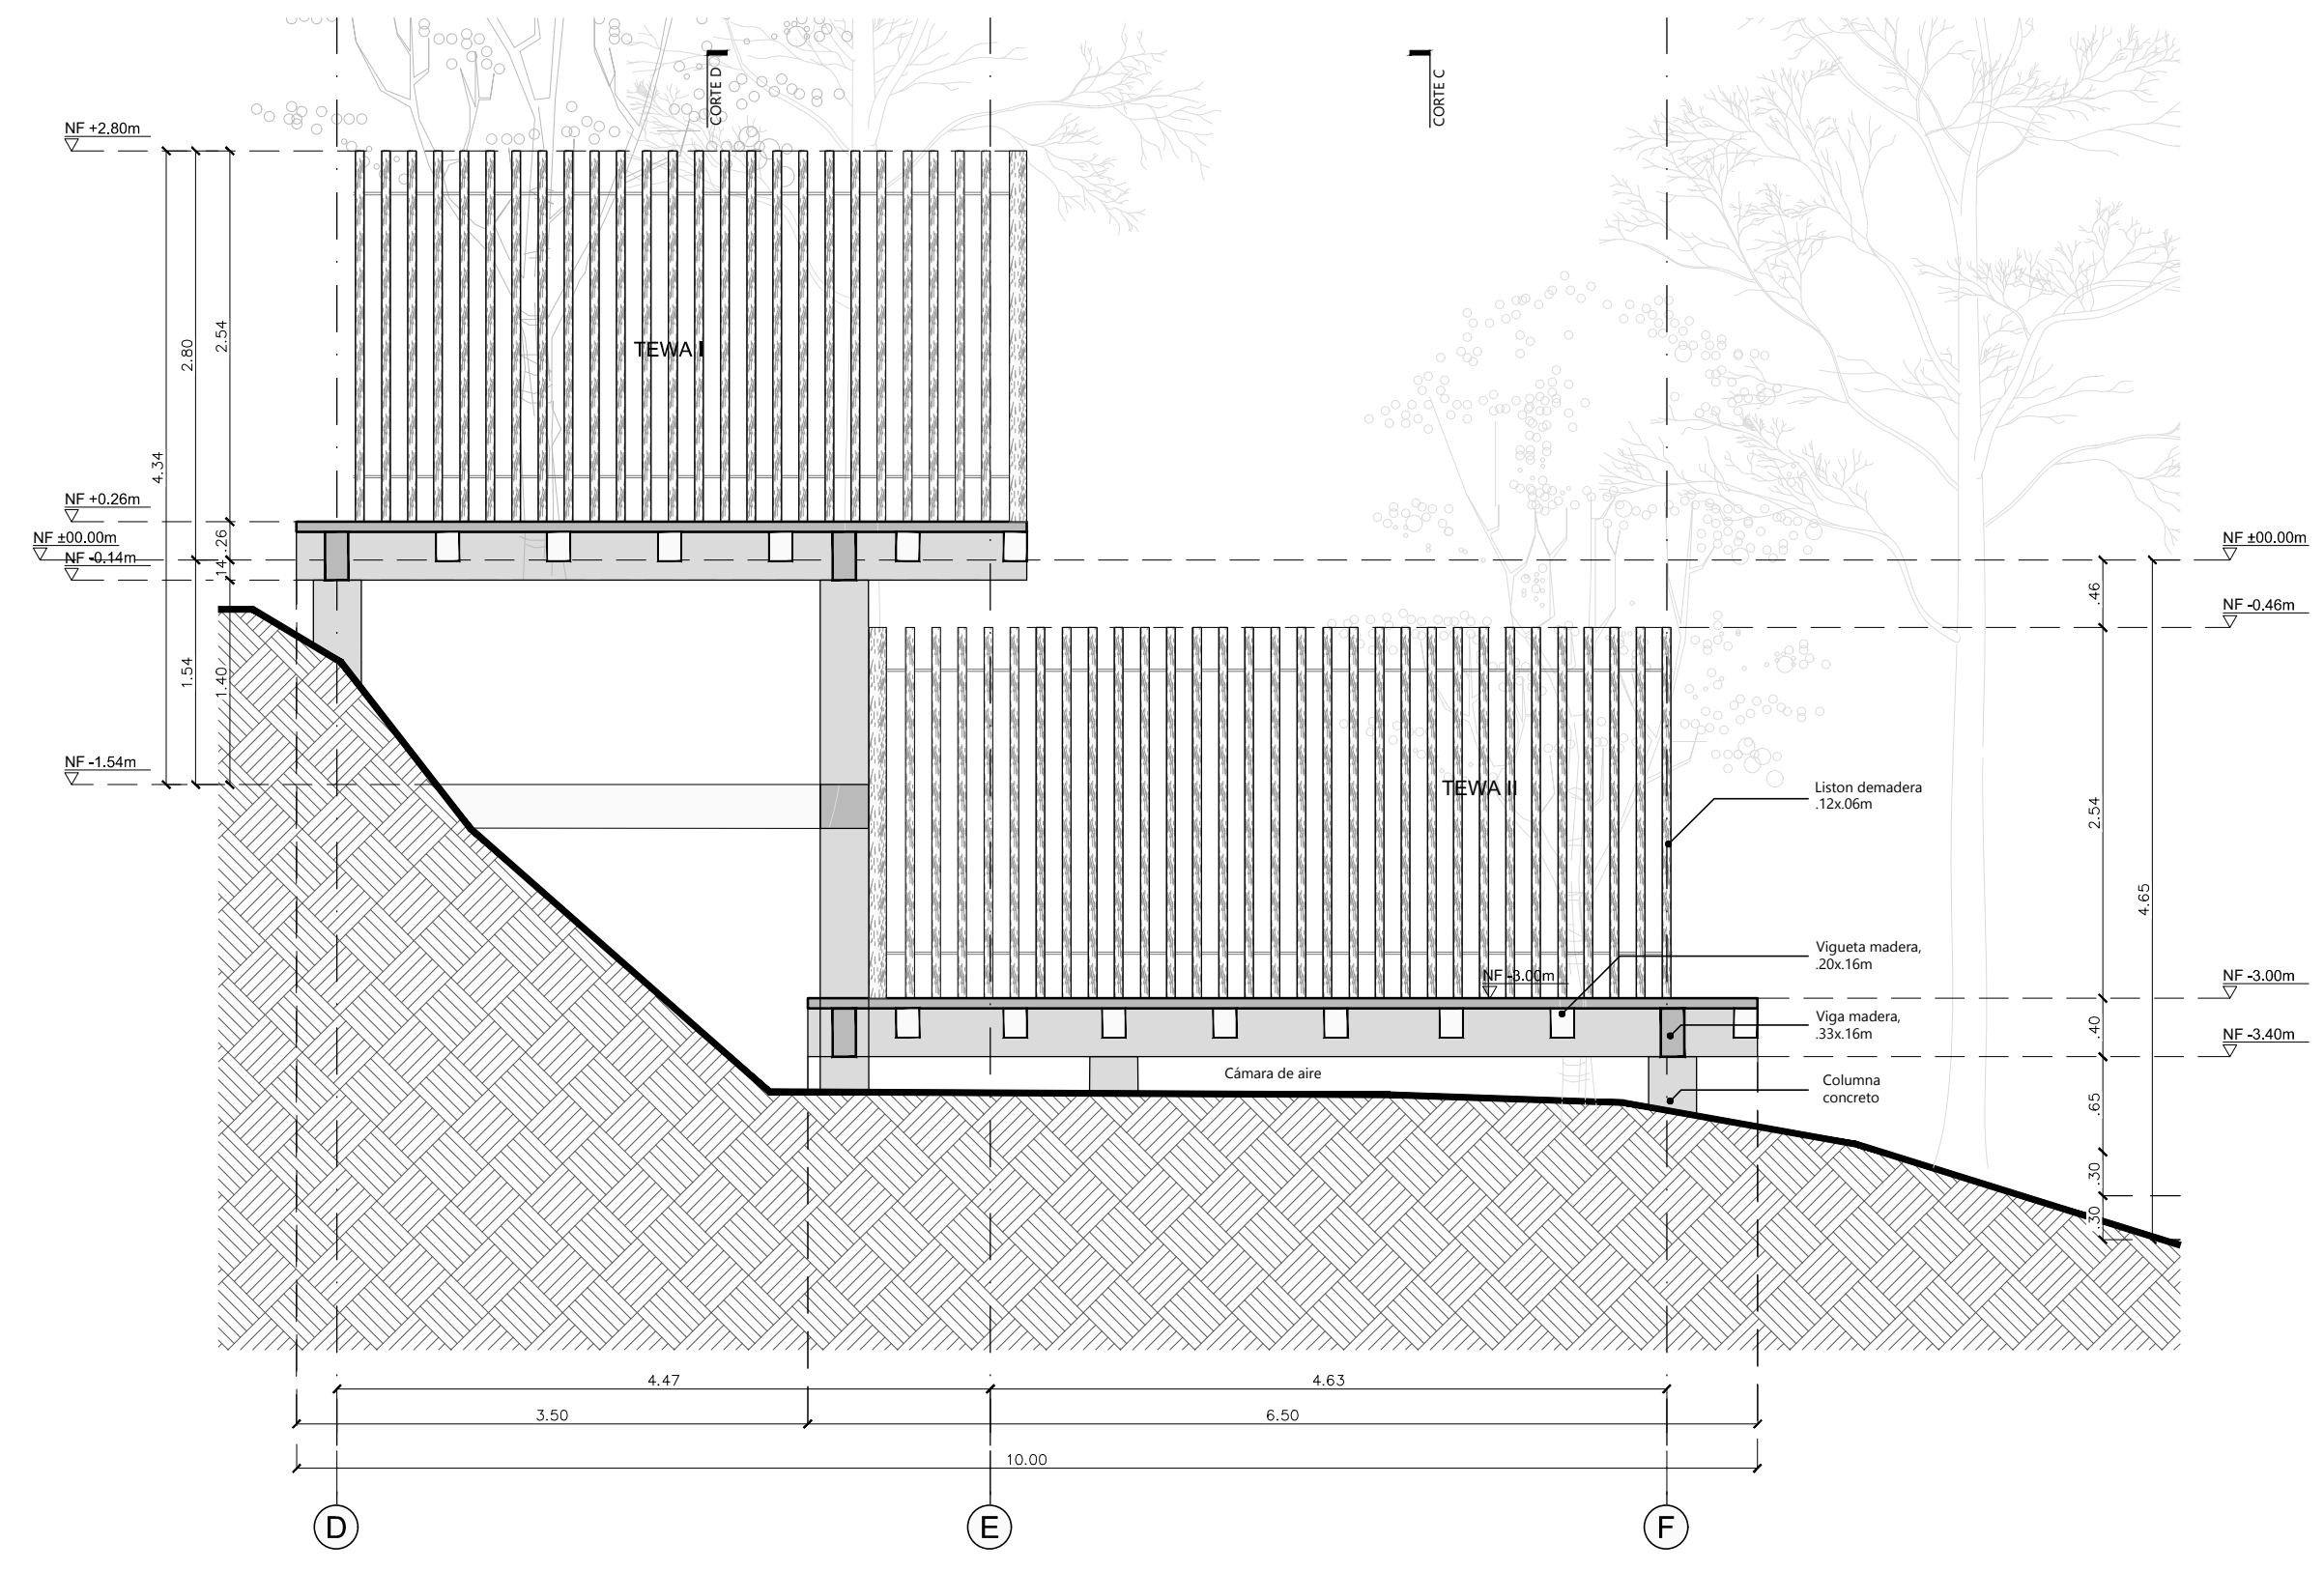 CORTE D
CORTE C
NF +2.80m
2.54
2.80
4.34
TEWA I
NF +0.26m
.26
NF ±00.00m
NF -0.14m
.14
NF ±00.00m
.46
NF -0.46m
1.54
1.40
NF -1.54m
TEWA II
Liston demadera
.12x.06m
2.54
4.65
Vigueta madera,
.20x.16m
NF -3.00m
NF -3.00m
Viga madera,
.33x.16m
.40
NF -3.40m
Cámara de aire
Columna
concreto
.65
.30
.30
4.47
4.63
3.50
6.50
10.00
D
E
F